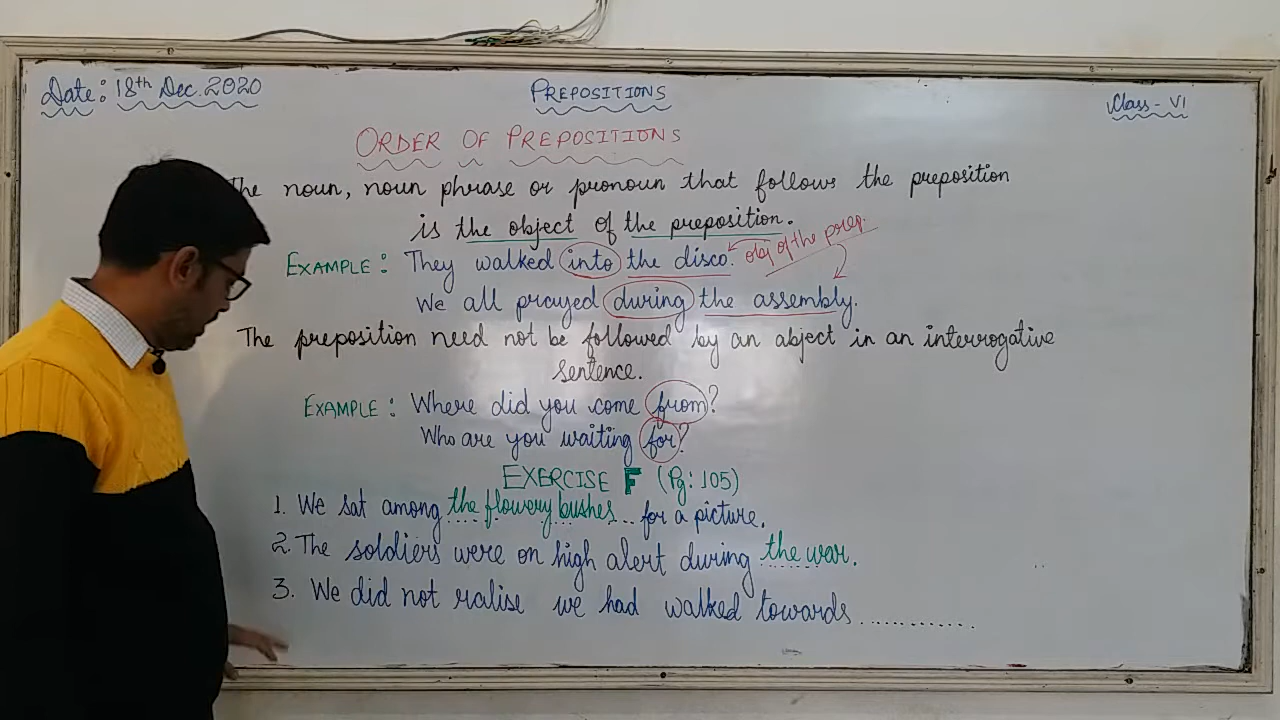 Date: 18th Dec. 2020
PREPOSITIONS
Class - VI
ORDER OF PREPOSITIONS
The noun, noun phrase or pronoun that follows the preposition
is the object of the preposition.
EXAMPLE: They walked into the disco. obj of the prep.
We all prayed during the assembly.
The preposition need not be followed by an abject in an interrogative
sentence.
EXAMPLE: Where did you come from?
Who are you waiting for?
EXERCISE F (Pg: 105)
1. We sat among the flowery bushes... for a picture.
2. The soldiers were on high alert during the war.
3. We did not ralise we had walked towards ............